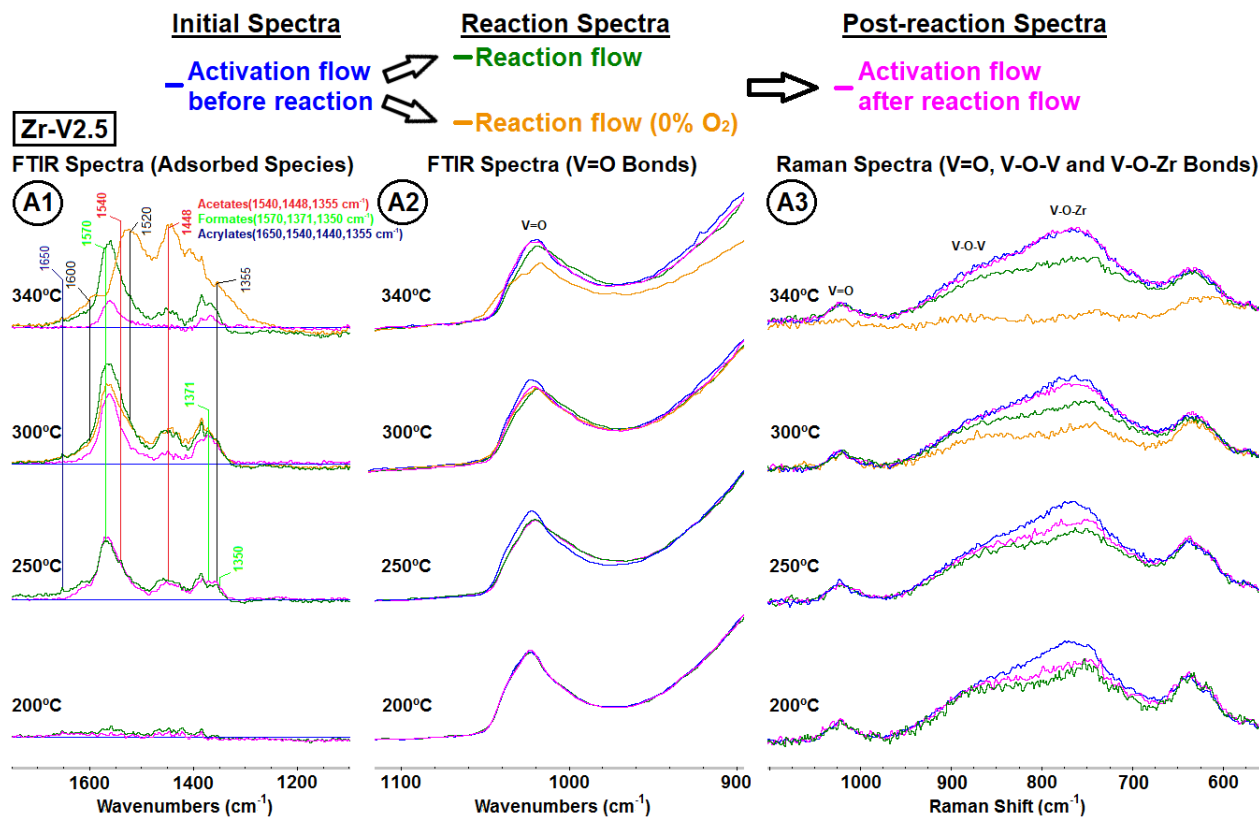 Initial Spectra
Reaction Spectra
Post-reaction Spectra
Activation flow
before reaction
Reaction flow
Reaction flow (0% O₂)
Activation flow
after reaction flow
Zr-V2.5
FTIR Spectra (Adsorbed Species)
FTIR Spectra (V=O Bonds)
Raman Spectra (V=O, V-O-V and V-O-Zr Bonds)
A1
1650
1600
1570
1540
1520
1448
1355
Acetates(1540,1448,1355 cm⁻¹)
Formates(1570,1371,1350 cm⁻¹)
Acrylates(1650,1540,1440,1355 cm⁻¹)
340ºC
1371
300ºC
1350
250ºC
200ºC
1600 1400 1200
Wavenumbers (cm⁻¹)
A2
V=O
340ºC
300ºC
250ºC
200ºC
1100 1000 900
Wavenumbers (cm⁻¹)
A3
V-O-Zr
V-O-V
V=O
340ºC
300ºC
250ºC
200ºC
1000 900 800 700 600
Raman Shift (cm⁻¹)